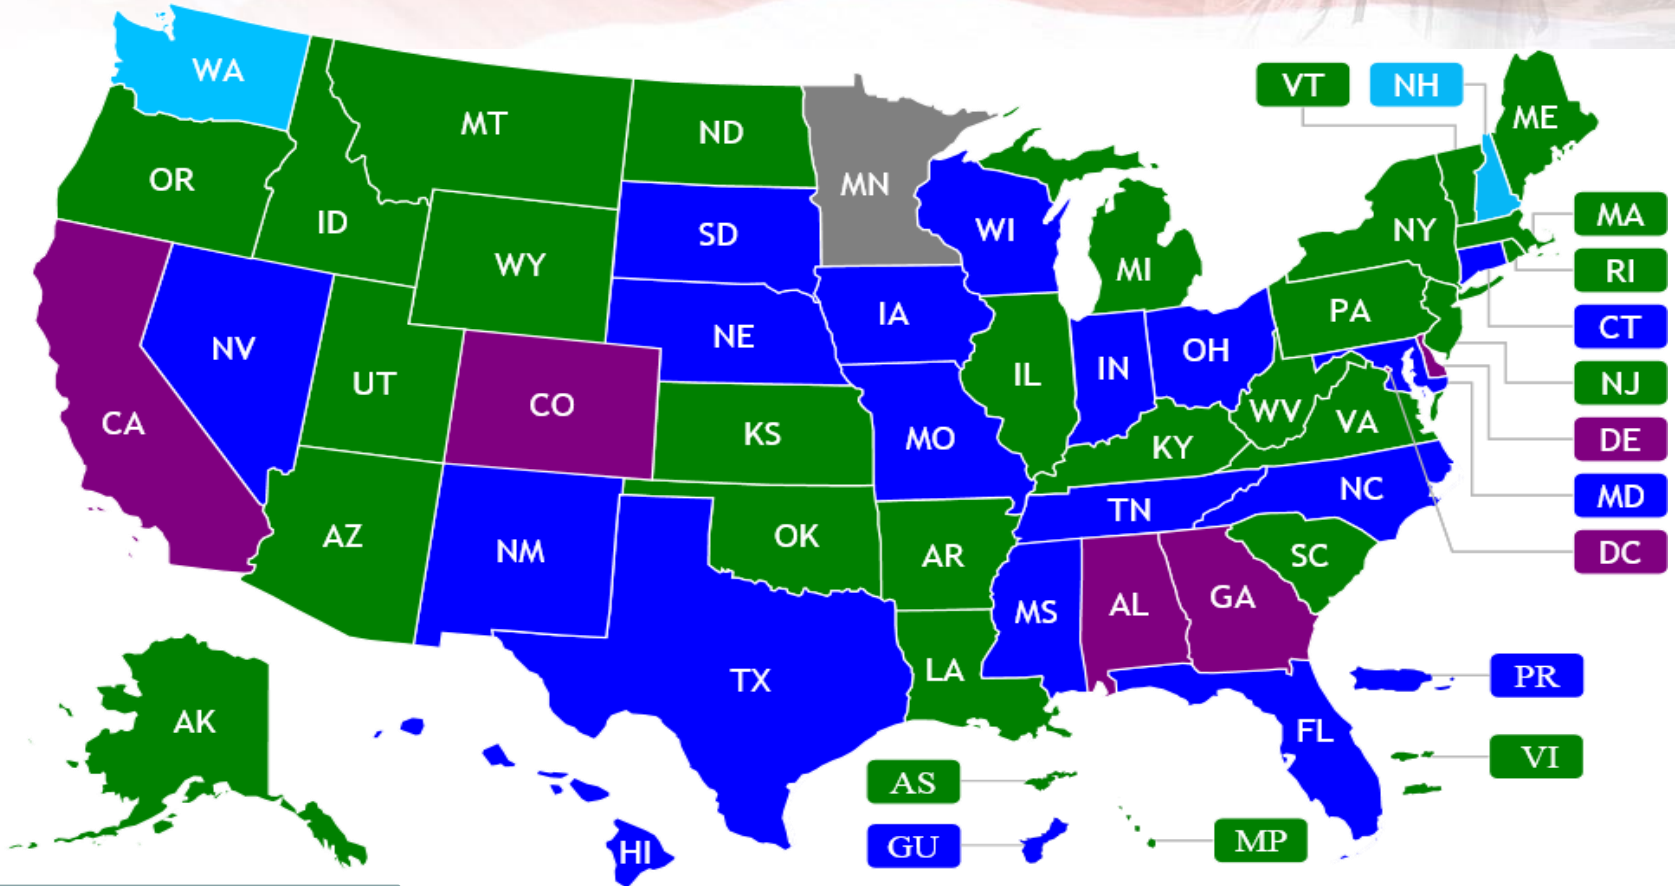 WA
VT
NH
ME
MT
ND
OR
MN
ID
SD
WI
NY
MA
WY
MI
RI
IA
PA
CT
NV
NE
OH
UT
IL
IN
NJ
CO
CA
WV
VA
KS
MO
KY
DE
NC
MD
TN
AZ
NM
OK
AR
SC
DC
MS
AL
GA
TX
LA
PR
AK
FL
VI
AS
GU
MP
HI